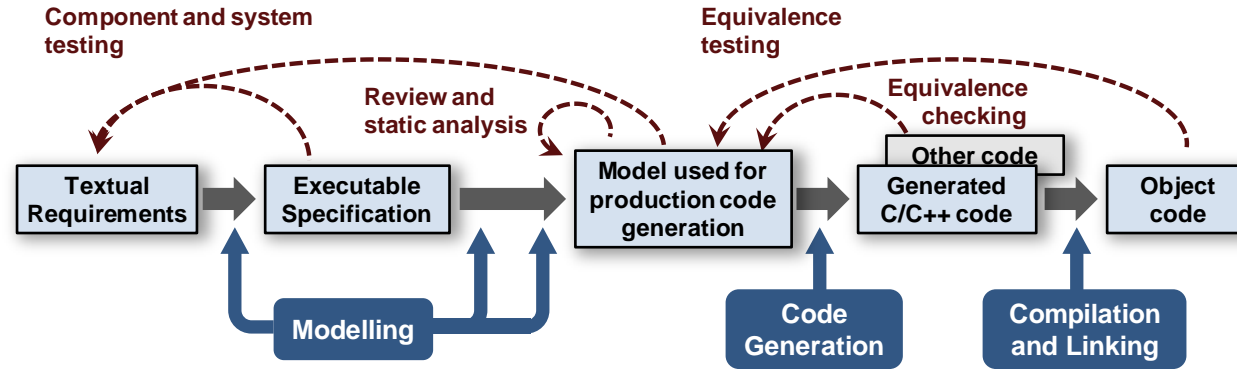 Component and system
testing
Equivalence
testing
Review and
static analysis
Equivalence
checking
Other code
Textual
Requirements
Executable
Specification
Model used for
production code
generation
Generated
C/C++ code
Object
code
Modelling
Code
Generation
Compilation
and Linking